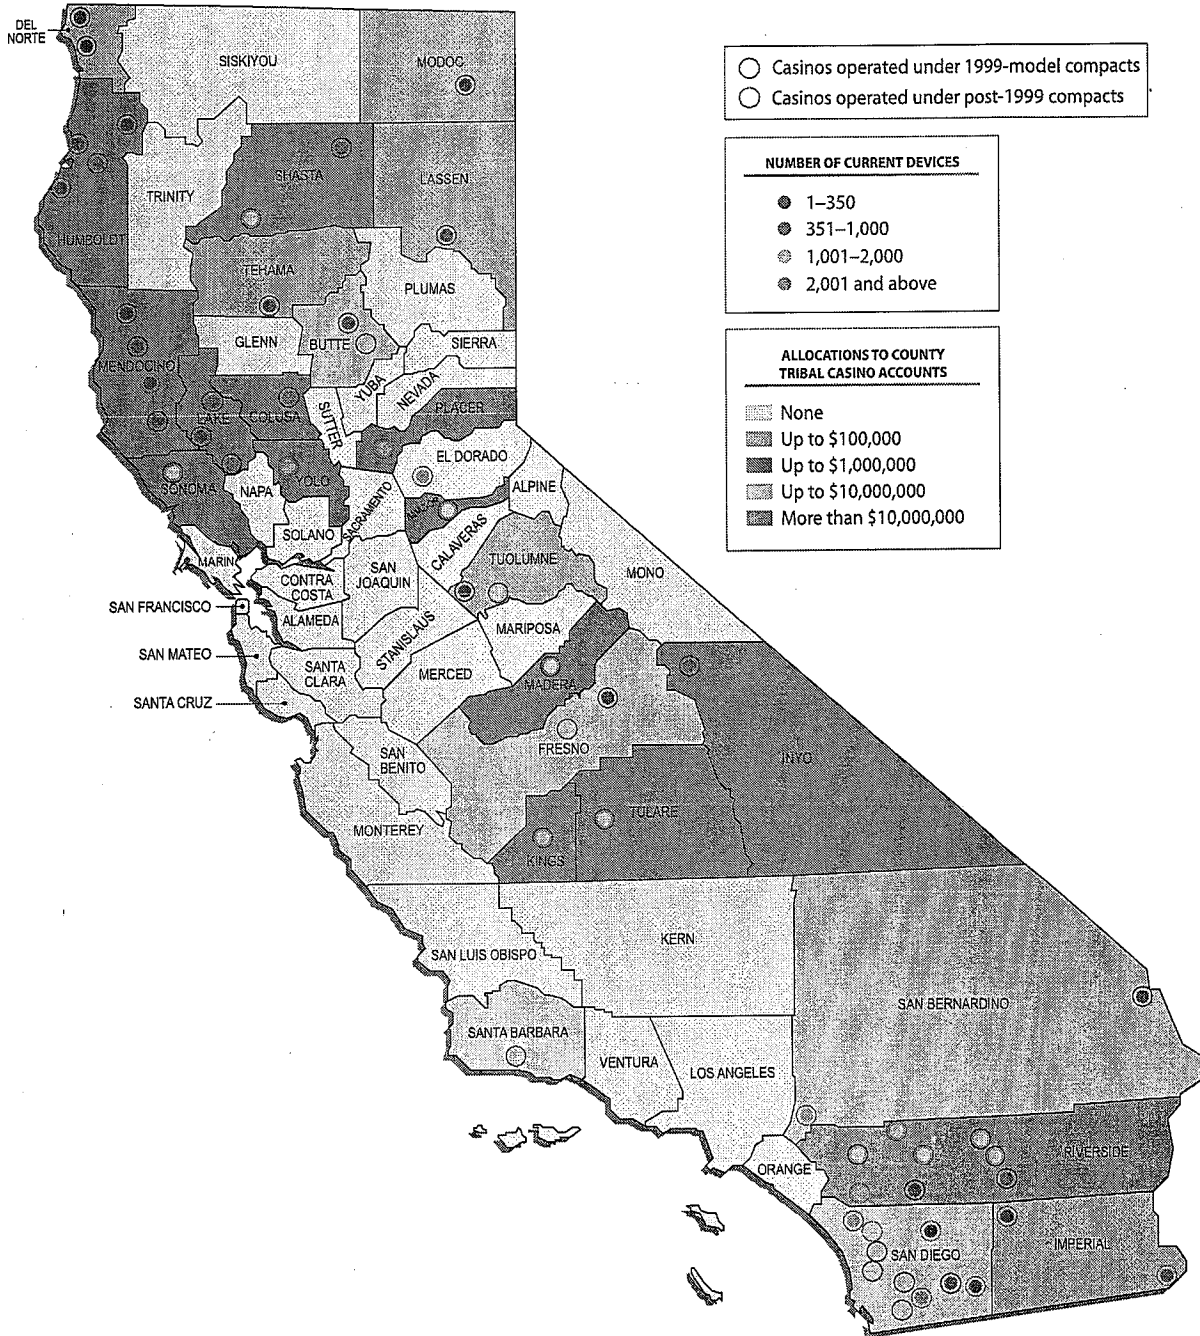 DEL
NORTE
SISKIYOU
MODOC
Casinos operated under 1999-model compacts
Casinos operated under post-1999 compacts
NUMBER OF CURRENT DEVICES
1–350
351–1,000
1,001–2,000
2,001 and above
ALLOCATIONS TO COUNTY
TRIBAL CASINO ACCOUNTS
None
Up to $100,000
Up to $1,000,000
Up to $10,000,000
More than $10,000,000
TRINITY
SHASTA
LASSEN
HUMBOLDT
TEHAMA
PLUMAS
GLENN
BUTTE
SIERRA
MENDOCINO
YUBA
NEVADA
LAKE
COLUSA
SUTTER
PLACER
EL DORADO
SONOMA
NAPA
YOLO
SACRAMENTO
ALPINE
SOLANO
CALAVERAS
MARIN
TUOLUMNE
MONO
CONTRA
COSTA
SAN
JOAQUIN
SAN FRANCISCO
ALAMEDA
STANISLAUS
MARIPOSA
SAN MATEO
SANTA
CLARA
MERCED
MADERA
SANTA CRUZ
SAN
BENITO
FRESNO
INYO
MONTEREY
TULARE
KINGS
KERN
SAN LUIS OBISPO
SAN BERNARDINO
SANTA BARBARA
VENTURA
LOS ANGELES
ORANGE
RIVERSIDE
SAN DIEGO
IMPERIAL